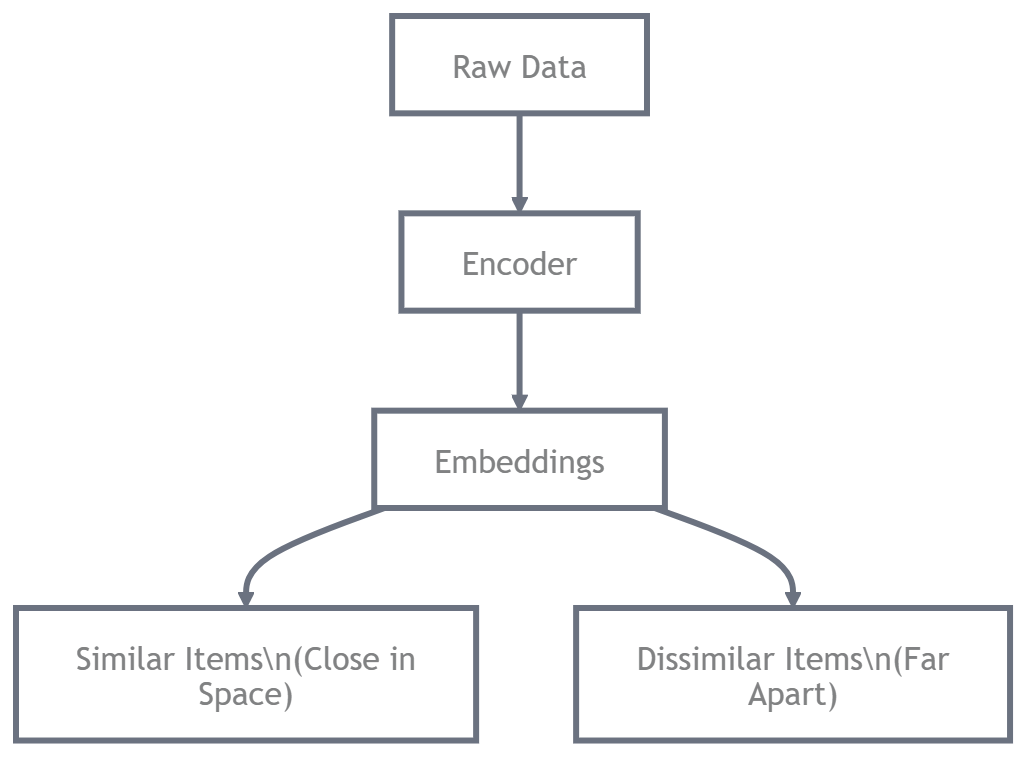 Raw Data
Encoder
Embeddings
Similar Items\n(Close in
Space)
Dissimilar Items\n(Far
Apart)